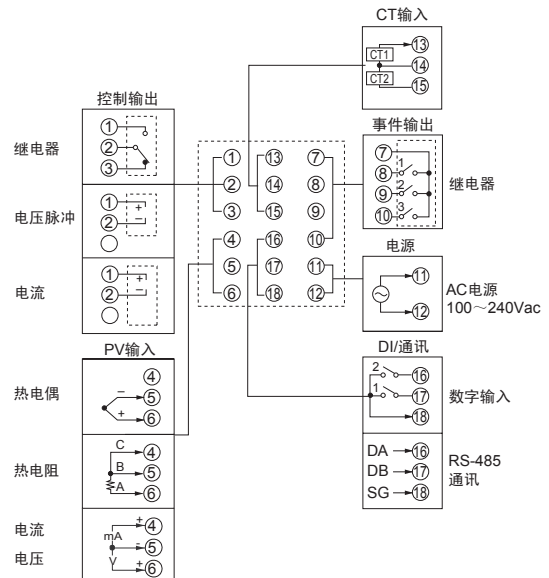 CT输入
CT1
CT2
⑬
⑭
⑮
控制输出
继电器
①
②
③
电压脉冲
①
+
②
−
电流
①
+
②
−
①
②
③
④
⑤
⑥
⑬
⑭
⑮
⑯
⑰
⑱
⑦
⑧
⑨
⑩
⑪
⑫
事件输出
⑦
1
⑧
2
⑨
3
⑩
继电器
电源
⑪
⑫
AC电源
100～240Vac
PV输入
热电偶
④
−
⑤
+
⑥
热电阻
C
④
B
⑤
A
⑥
电流
电压
+
④
mA
-
⑤
V
+
⑥
DI/通讯
2
⑯
1
⑰
⑱
数字输入
DA
⑯
DB
⑰
SG
⑱
RS-485
通讯